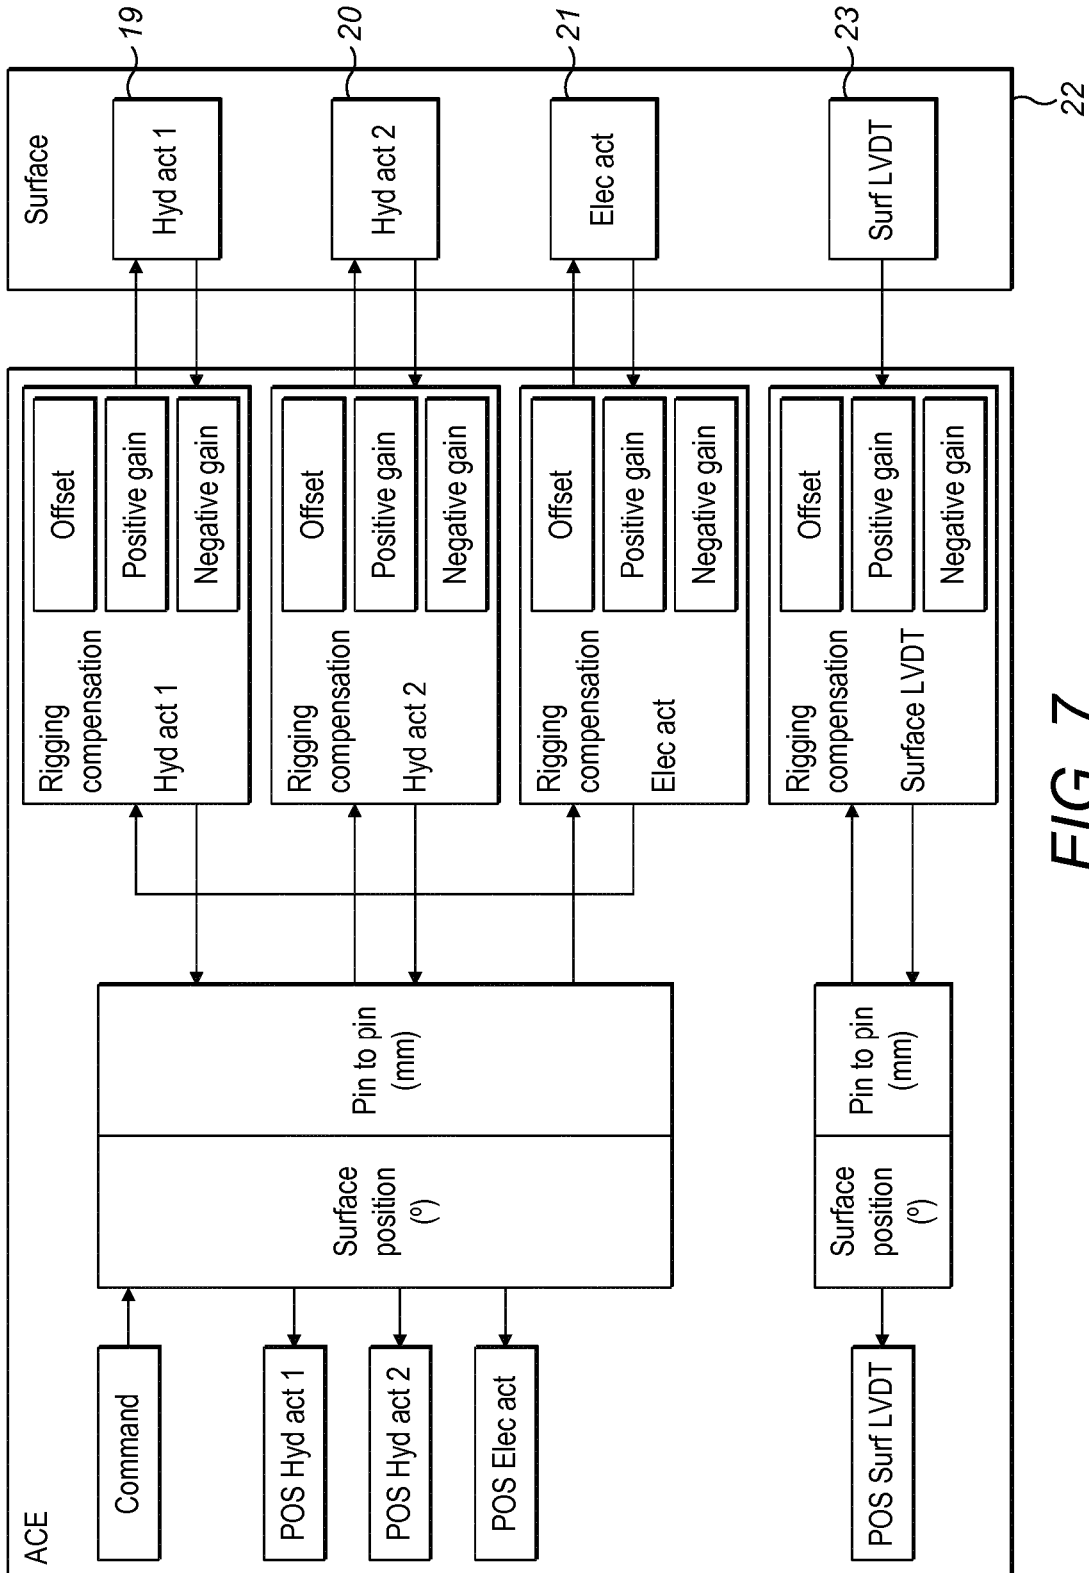 ACE
Command
POS Hyd act 1
POS Hyd act 2
POS Elec act
POS Surf LVDT
Surface
position
(º)
Pin to pin
(mm)
Surface
position
(º)
Pin to pin
(mm)
Rigging
compensation
Hyd act 1
Offset
Positive gain
Negative gain
Rigging
compensation
Hyd act 2
Offset
Positive gain
Negative gain
Rigging
compensation
Elec act
Offset
Positive gain
Negative gain
Rigging
compensation
Surface LVDT
Offset
Positive gain
Negative gain
Surface
Hyd act 1
19
Hyd act 2
20
Elec act
21
Surf LVDT
23
22
FIG. 7